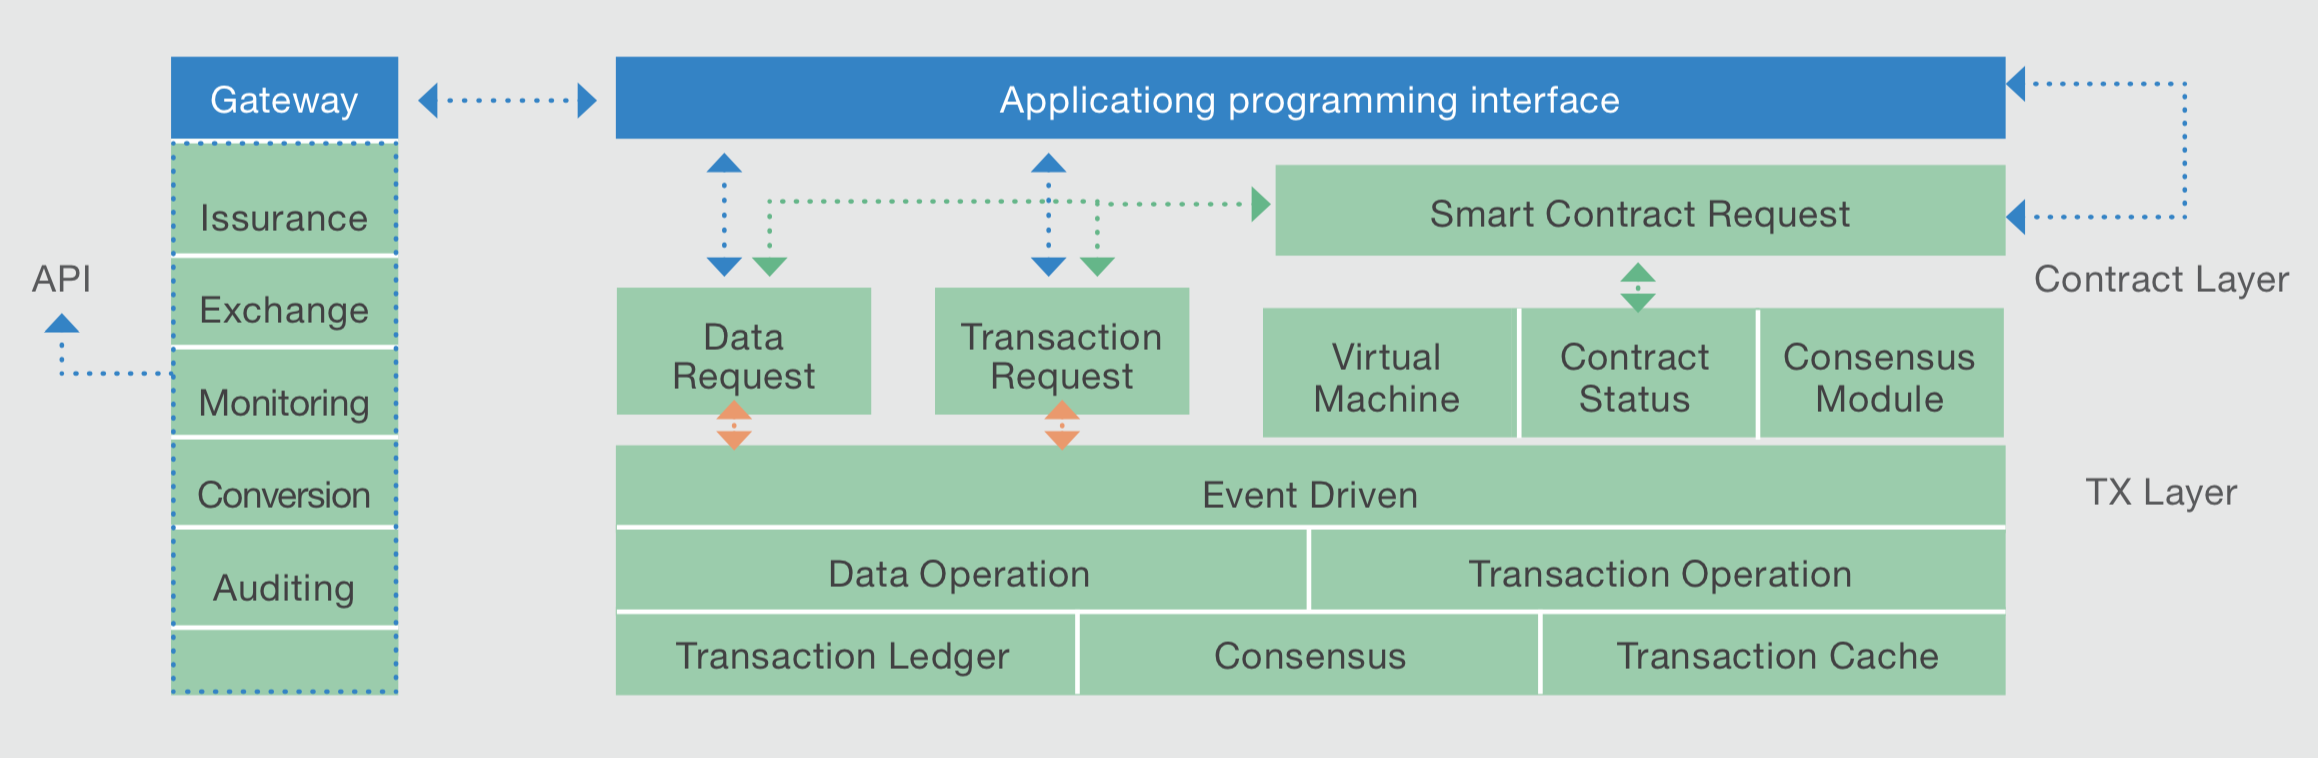 Gateway
Applicationg programming interface
Issurance
Smart Contract Request
API
Exchange
Contract Layer
Data
Request
Transaction
Request
Virtual
Machine
Contract
Status
Consensus
Module
Monitoring
Conversion
Event Driven
TX Layer
Auditing
Data Operation
Transaction Operation
Transaction Ledger
Consensus
Transaction Cache